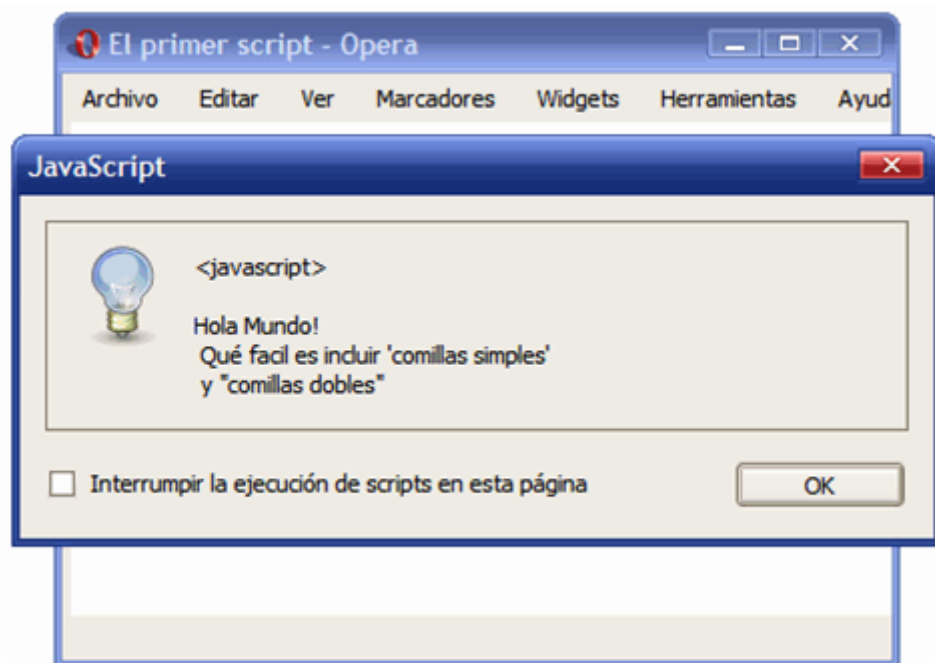 El primer script - Opera
Archivo Editar Ver Marcadores Widgets Herramientas Ayud
JavaScript
<javascript>
Hola Mundo!
Qué facil es incluir 'comillas simples'
y "comillas dobles"
Interrumpir la ejecución de scripts en esta página
OK